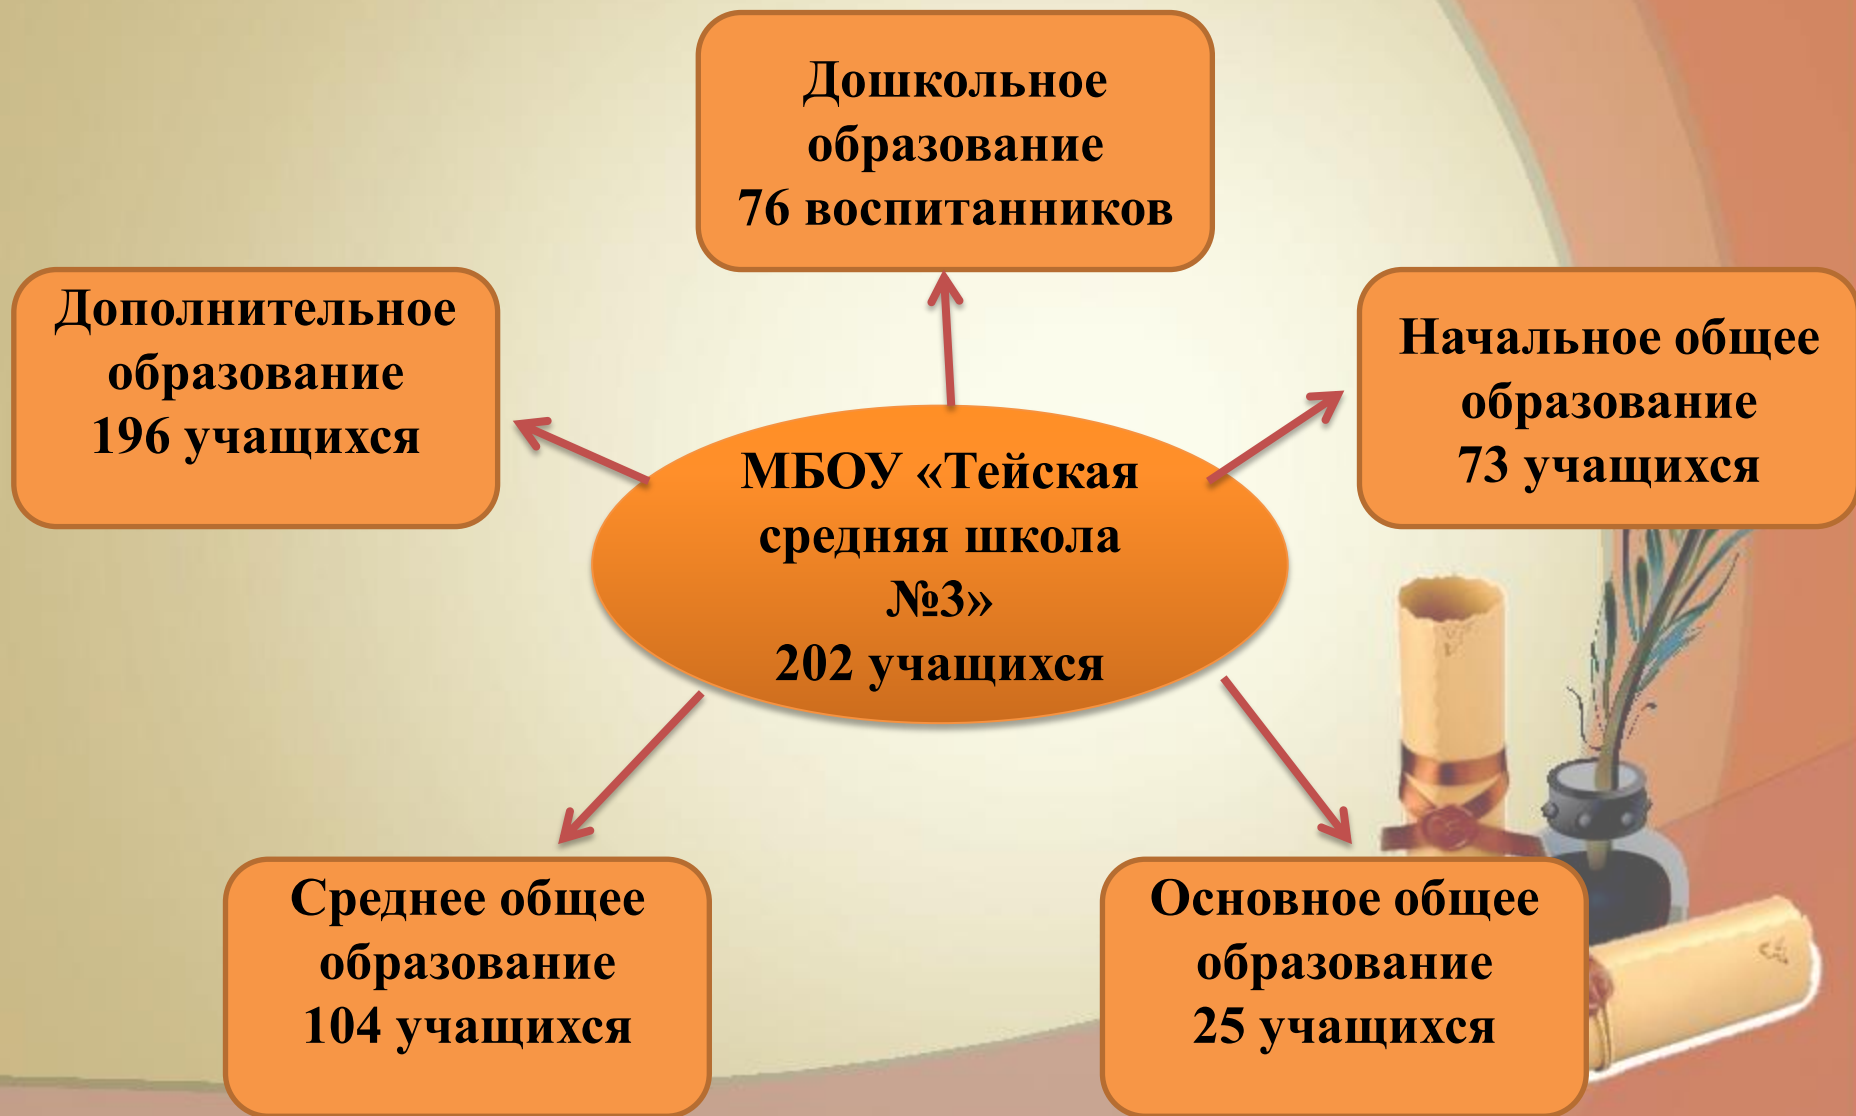 Дошкольное
образование
76 воспитанников
Дополнительное
образование
196 учащихся
Начальное общее
образование
73 учащихся
МБОУ «Тейская
средняя школа
№3»
202 учащихся
Среднее общее
образование
104 учащихся
Основное общее
образование
25 учащихся